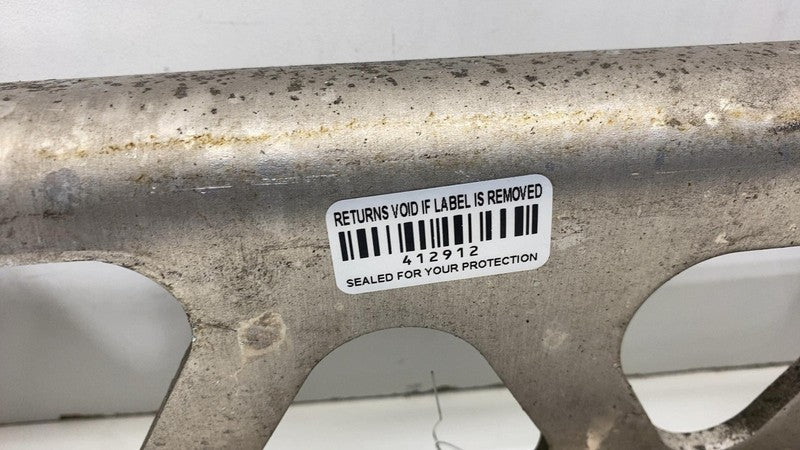 RETURNS VOID IF LABEL IS REMOVED
412912
SEALED FOR YOUR PROTECTION